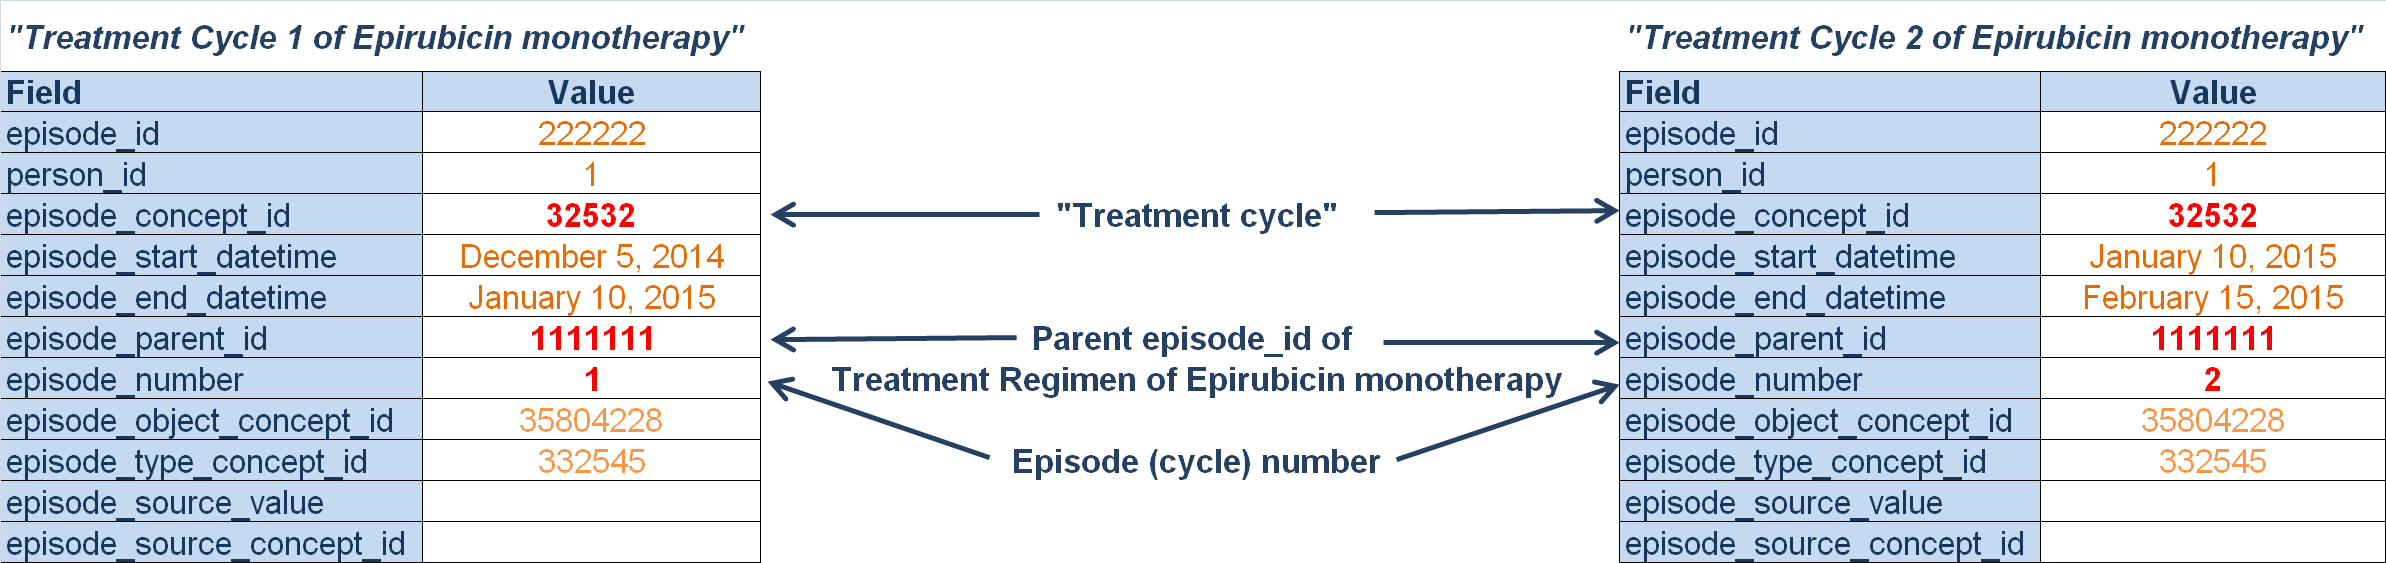 "Treatment Cycle 1 of Epirubicin monotherapy"
Field Value
episode_id 222222
person_id 1
episode_concept_id 32532
episode_start_datetime December 5, 2014
episode_end_datetime January 10, 2015
episode_parent_id 1111111
episode_number 1
episode_object_concept_id 35804228
episode_type_concept_id 332545
episode_source_value
episode_source_concept_id
"Treatment cycle"
Parent episode_id of
Treatment Regimen of Epirubicin monotherapy
Episode (cycle) number
"Treatment Cycle 2 of Epirubicin monotherapy"
Field Value
episode_id 222222
person_id 1
episode_concept_id 32532
episode_start_datetime January 10, 2015
episode_end_datetime February 15, 2015
episode_parent_id 1111111
episode_number 2
episode_object_concept_id 35804228
episode_type_concept_id 332545
episode_source_value
episode_source_concept_id